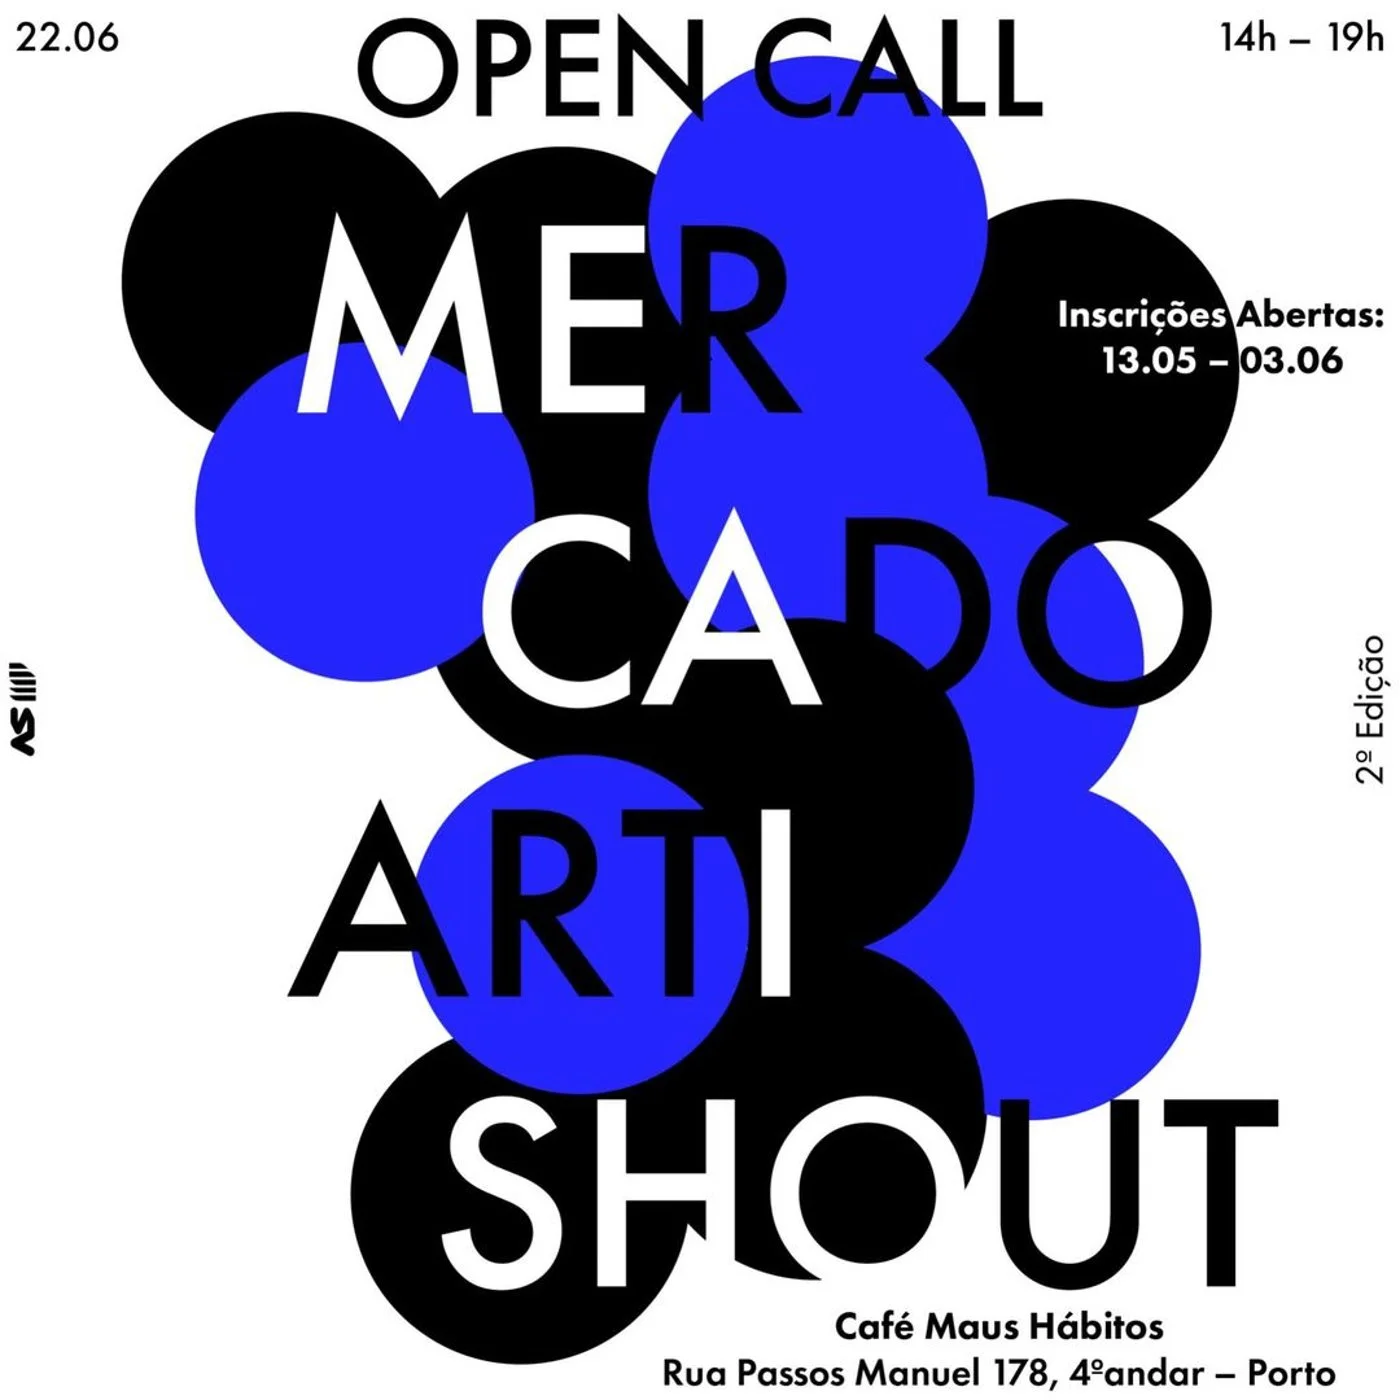 22.06
OPEN CALL
14h – 19h
MER
Inscrições Abertas:
13.05 – 03.06
CADO
AS
2º Edição
ARTI
SHOUT
Café Maus Hábitos
Rua Passos Manuel 178, 4ºandar – Porto